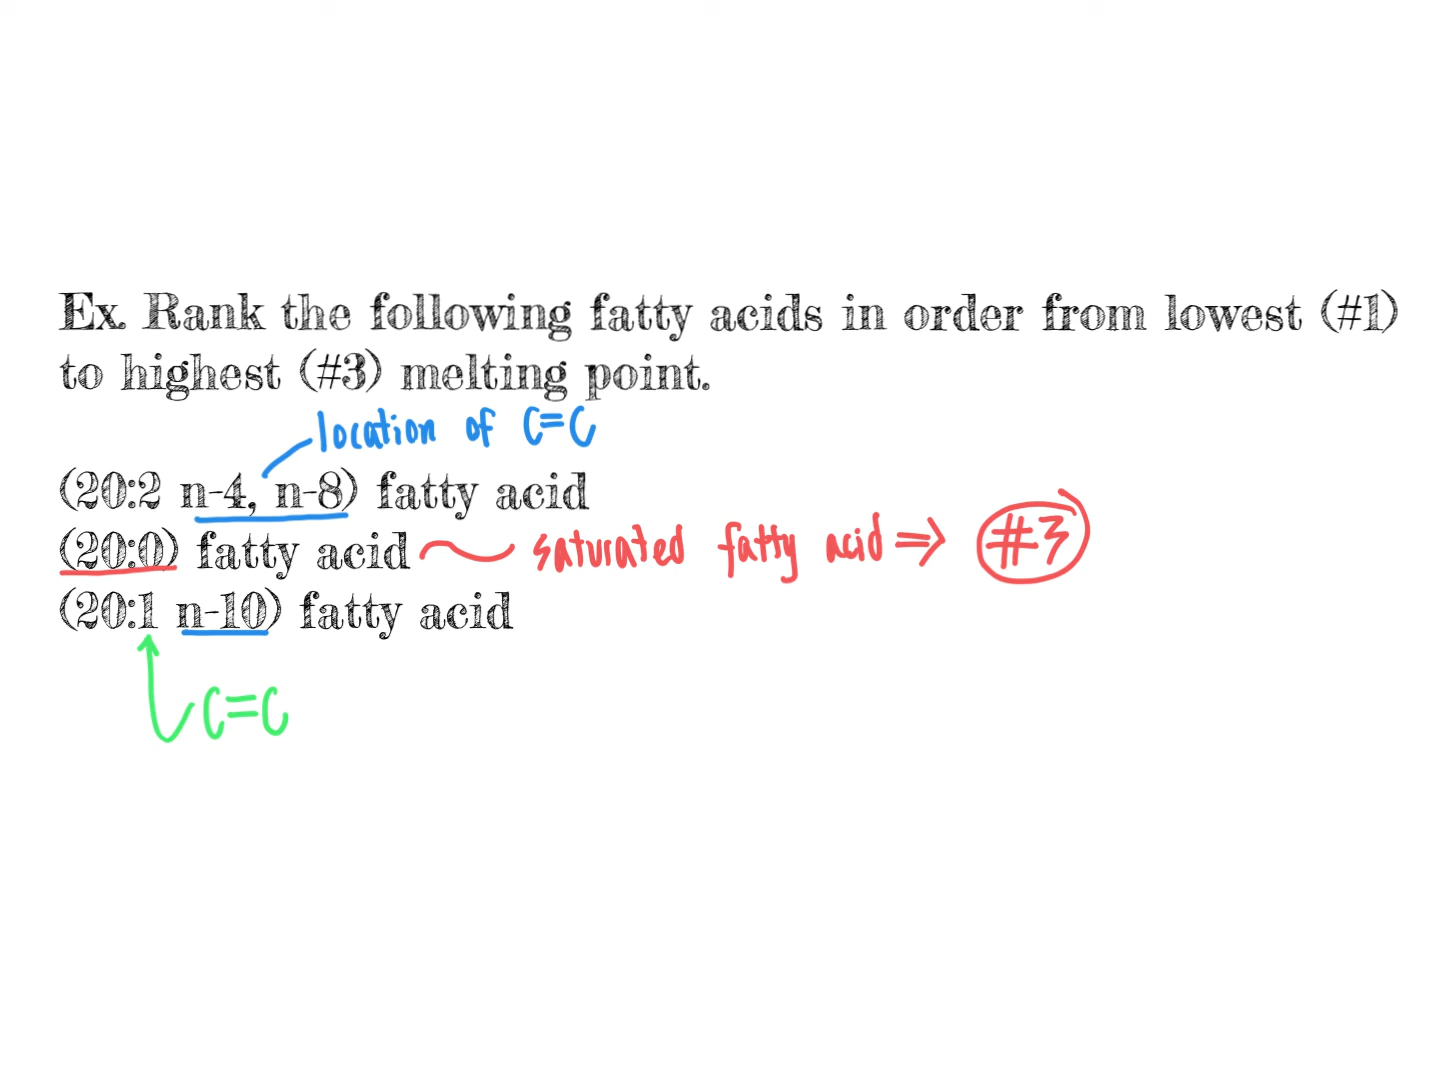 Ex. Rank the following fatty acids in order from lowest (#1)
to highest (#3) melting point.
location of C=C
(20:2 n-4, n-8) fatty acid
(20:0) fatty acid saturated fatty acid ⇒ #3
(20:1 n-10) fatty acid
C=C